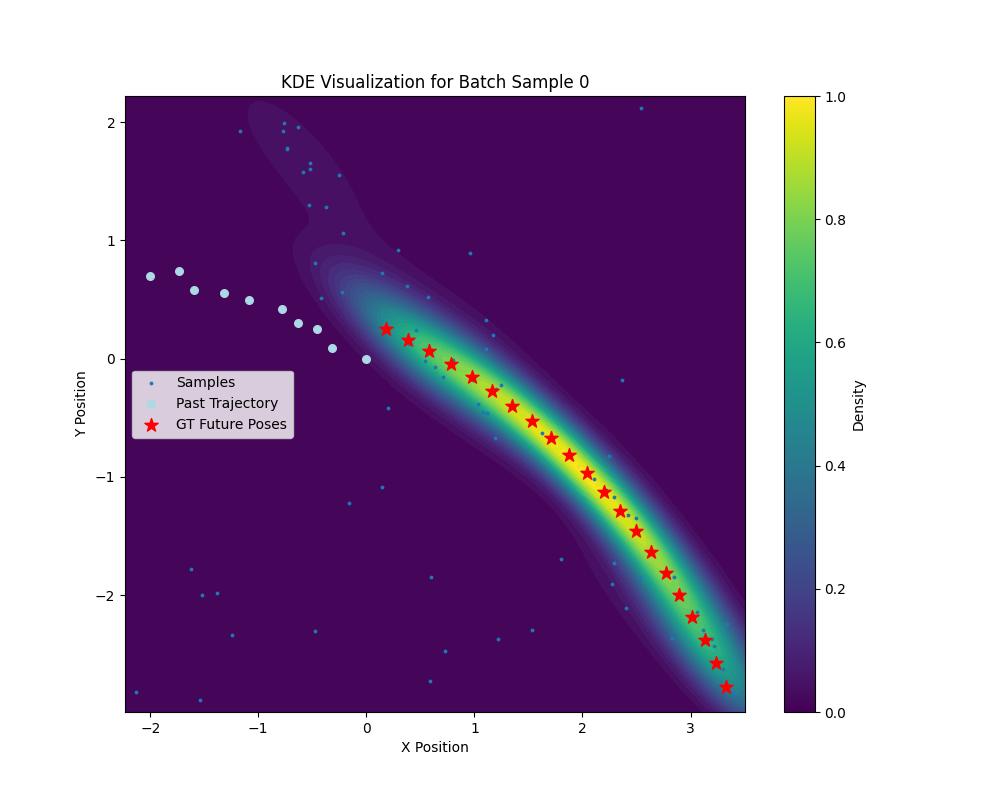 KDE Visualization for Batch Sample 0
2
1
0
−1
−2
Y Position
Samples
Past Trajectory
GT Future Poses
−2
−1
0
1
2
3
X Position
1.0
0.8
0.6
0.4
0.2
0.0
Density